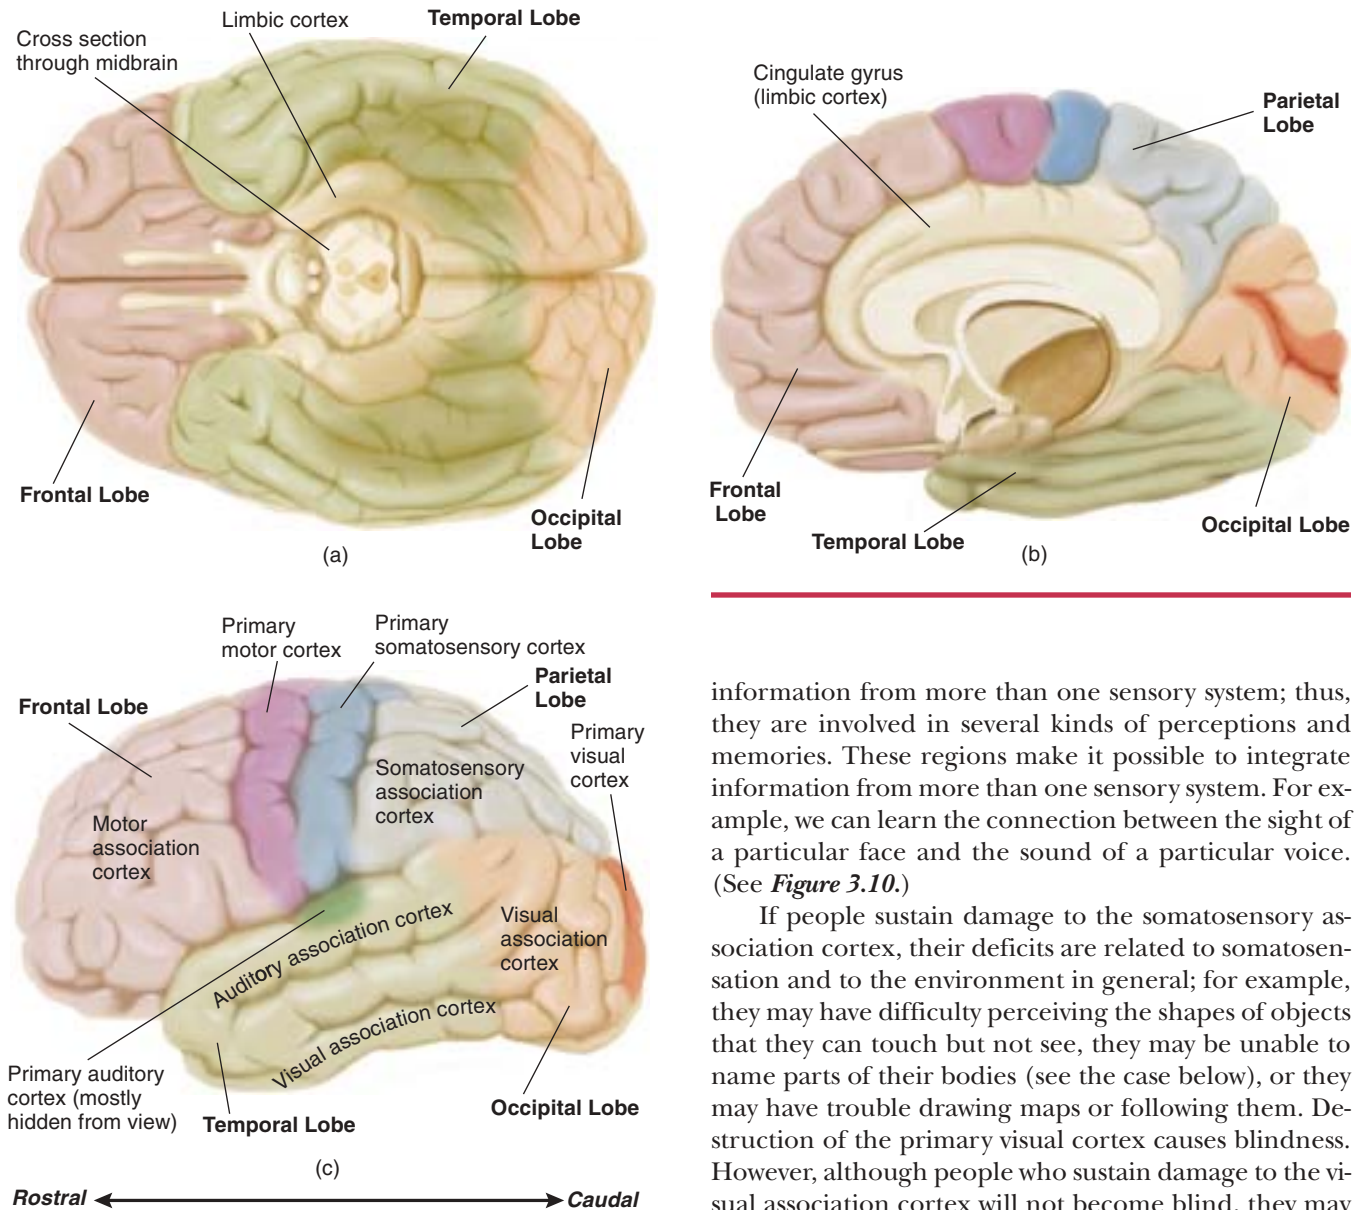 Cross section
through midbrain
Limbic cortex
Temporal Lobe
Frontal Lobe
Occipital
Lobe
(a)
Cingulate gyrus
(limbic cortex)
Parietal
Lobe
Frontal
Lobe
Temporal Lobe
Occipital Lobe
(b)
Primary
motor cortex
Primary
somatosensory cortex
Frontal Lobe
Parietal
Lobe
Primary
visual
cortex
Somatosensory
association
cortex
Motor
association
cortex
Auditory association cortex
Visual
association
cortex
Visual association cortex
Primary auditory
cortex (mostly
hidden from view)
Temporal Lobe
Occipital Lobe
(c)
Rostral
Caudal
information from more than one sensory system; thus,
they are involved in several kinds of perceptions and
memories. These regions make it possible to integrate
information from more than one sensory system. For ex-
ample, we can learn the connection between the sight of
a particular face and the sound of a particular voice.
(See Figure 3.10.)
If people sustain damage to the somatosensory as-
sociation cortex, their deficits are related to somatosen-
sation and to the environment in general; for example,
they may have difficulty perceiving the shapes of objects
that they can touch but not see, they may be unable to
name parts of their bodies (see the case below), or they
may have trouble drawing maps or following them. De-
struction of the primary visual cortex causes blindness.
However, although people who sustain damage to the vi-
sual association cortex will not become blind, they may